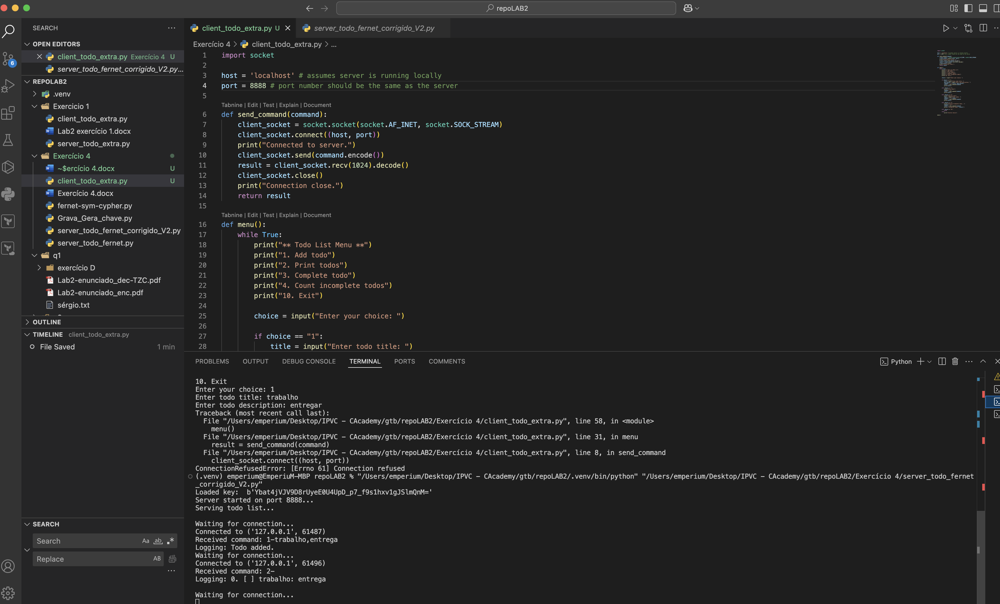 repoLAB2
SEARCH
OPEN EDITORS
client_todo_extra.py Exercício 4 U
server_todo_fernet_corrigido_V2.py...
REPOLAB2
.venv
Exercicio 1
client_todo_extra.py
Lab2 exercício 1.docx
server_todo_extra.py
Exercício 4
~$ercício 4.docx U
client_todo_extra.py U
Exercício 4.docx
fernet-sym-cypher.py
Grava_Gera_chave.py
server_todo_fernet_corrigido_V2.py
server_todo_fernet.py
q1
exercício D
Lab2-enunciado_dec-TZC.pdf
Lab2-enunciado_enc.pdf
sérgio.txt
OUTLINE
TIMELINE client_todo_extra.py
File Saved 1 min
SEARCH
Search Aa ab .*
Replace AB
6
client_todo_extra.py U
server_todo_fernet_corrigido_V2.py
Exercício 4 > client_todo_extra.py > ...
1 import socket
2
3 host = 'localhost' # assumes server is running locally
4 port = 8888 # port number should be the same as the server
5
Tabnine | Edit | Test | Explain | Document
6 def send_command(command):
7 client_socket = socket.socket(socket.AF_INET, socket.SOCK_STREAM)
8 client_socket.connect((host, port))
9 print("Connected to server.")
10 client_socket.send(command.encode())
11 result = client_socket.recv(1024).decode()
12 client_socket.close()
13 print("Connection close.")
14 return result
15
Tabnine | Edit | Test | Explain | Document
16 def menu():
17 while True:
18 print("** Todo List Menu **")
19 print("1. Add todo")
20 print("2. Print todos")
21 print("3. Complete todo")
22 print("4. Count incomplete todos")
23 print("10. Exit")
24
25 choice = input("Enter your choice: ")
26
27 if choice == "1":
28 title = input("Enter todo title: ")
PROBLEMS OUTPUT DEBUG CONSOLE TERMINAL PORTS COMMENTS
Python
10. Exit
Enter your choice: 1
Enter todo title: trabalho
Enter todo description: entregar
Traceback (most recent call last):
File "/Users/emperium/Desktop/IPVC - CAcademy/gtb/repoLAB2/Exercício 4/client_todo_extra.py", line 58, in <module>
menu()
File "/Users/emperium/Desktop/IPVC - CAcademy/gtb/repoLAB2/Exercício 4/client_todo_extra.py", line 31, in menu
result = send_command(command)
File "/Users/emperium/Desktop/IPVC - CAcademy/gtb/repoLAB2/Exercício 4/client_todo_extra.py", line 8, in send_command
client_socket.connect((host, port))
ConnectionRefusedError: [Errno 61] Connection refused
(.venv) emperium@EmperiuM-MBP repoLAB2 % "/Users/emperium/Desktop/IPVC - CAcademy/gtb/repoLAB2/.venv/bin/python" "/Users/emperium/Desktop/IPVC - CAcademy/gtb/repoLAB2/Exercício 4/server_todo_fernet
_corrigido_V2.py"
Loaded key:  b'Ybat4jVJV9D8rUyeE0U4UpD_p7_f9s1hxv1gJSlmQnM='
Server started on port 8888...
Serving todo list...
Waiting for connection...
Connected to ('127.0.0.1', 61487)
Received command: 1-trabalho,entrega
Logging: Todo added.
Waiting for connection...
Connected to ('127.0.0.1', 61496)
Received command: 2-
Logging: 0. [ ] trabalho: entrega
Waiting for connection...